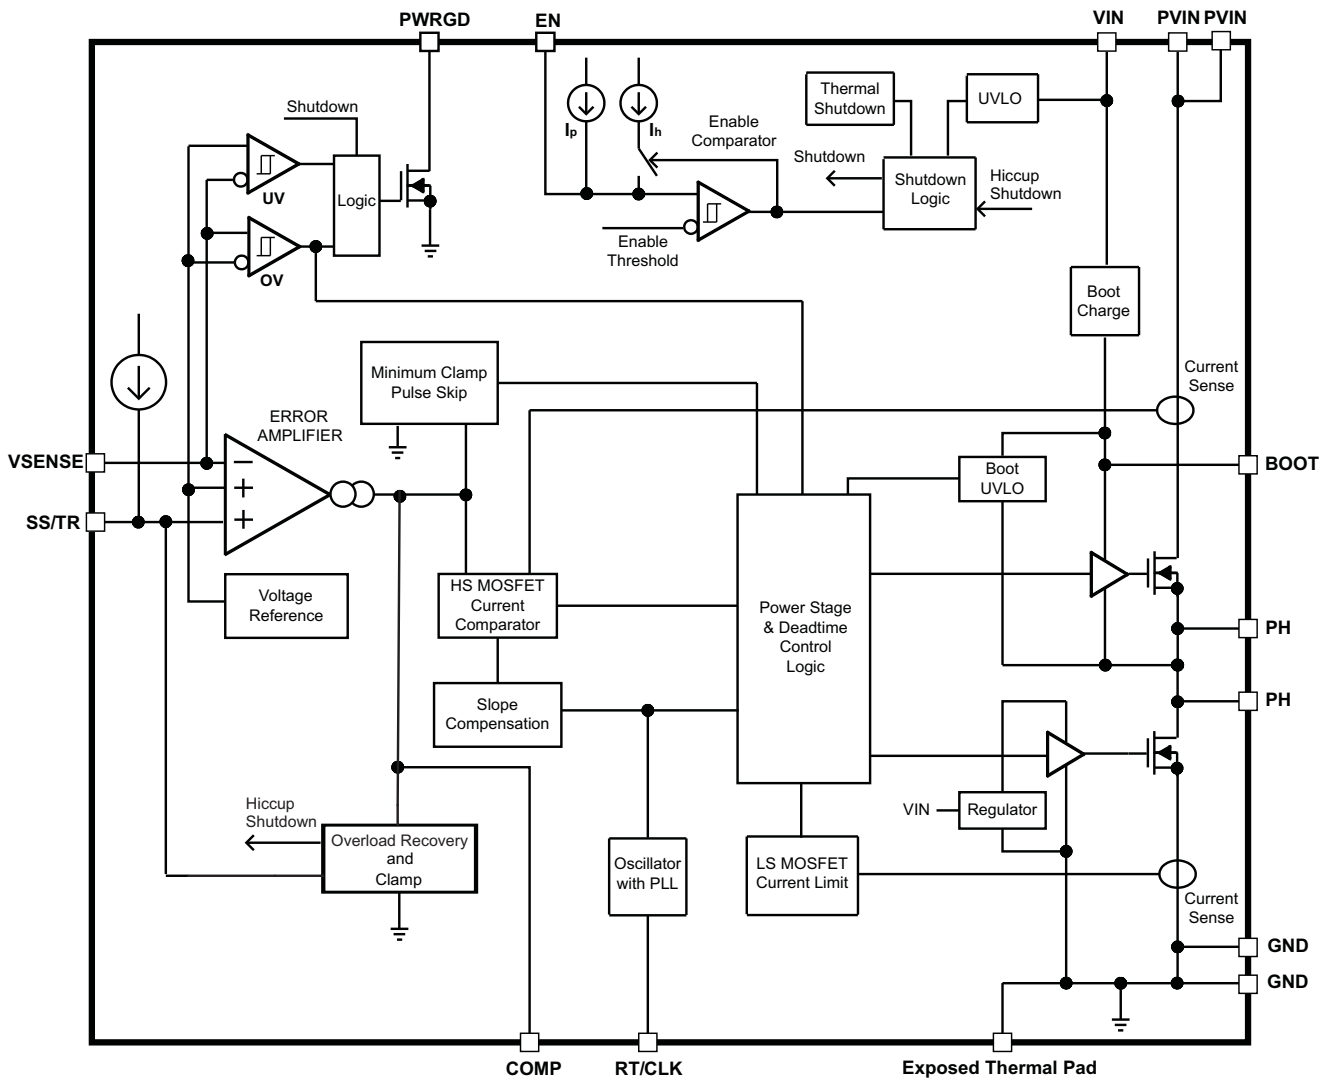 PWRGD
EN
VIN
PVIN PVIN
Shutdown
UV
Logic
OV
Ip
Ih
Enable
Comparator
Enable
Threshold
Thermal
Shutdown
UVLO
Shutdown
Shutdown
Logic
Hiccup
Shutdown
Boot
Charge
Current
Sense
Minimum Clamp
Pulse Skip
ERROR
AMPLIFIER
VSENSE
SS/TR
Voltage
Reference
HS MOSFET
Current
Comparator
Slope
Compensation
Power Stage
& Deadtime
Control
Logic
Boot
UVLO
BOOT
PH
PH
VIN
Regulator
Hiccup
Shutdown
Overload Recovery
and
Clamp
Oscillator
with PLL
LS MOSFET
Current Limit
Current
Sense
GND
GND
COMP
RT/CLK
Exposed Thermal Pad